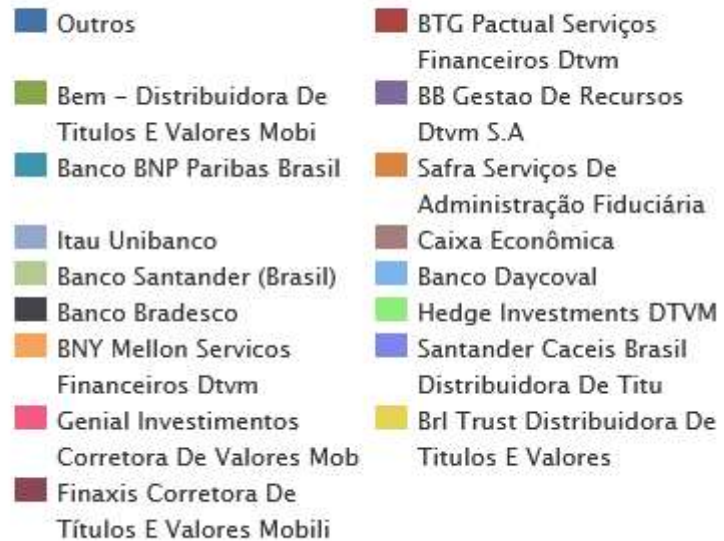 Outros
BTG Pactual Serviços
Financeiros Dtvm
Bem - Distribuidora De
Titulos E Valores Mobi
BB Gestao De Recursos
Dtvm S.A
Banco BNP Paribas Brasil
Safra Serviços De
Administração Fiduciária
Itau Unibanco
Caixa Econômica
Banco Santander (Brasil)
Banco Daycoval
Banco Bradesco
Hedge Investments DTVM
BNY Mellon Servicos
Financeiros Dtvm
Santander Caceis Brasil
Distribuidora De Titu
Genial Investimentos
Corretora De Valores Mob
Brl Trust Distribuidora De
Titulos E Valores
Finaxis Corretora De
Títulos E Valores Mobili